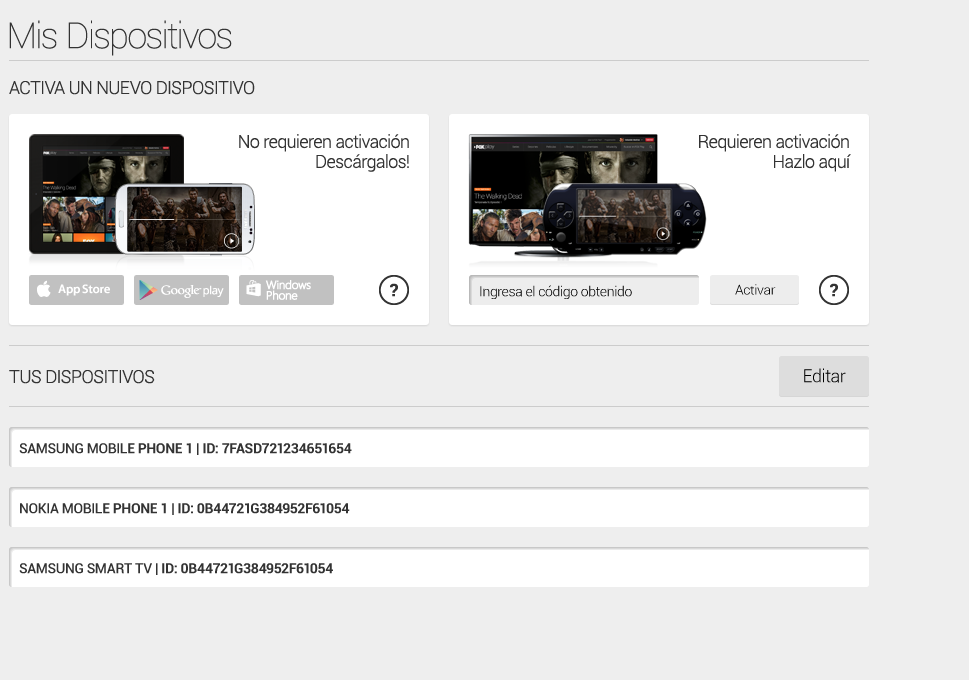 Mis Dispositivos
ACTIVA UN NUEVO DISPOSITIVO
No requieren activación
Descárgalos!
The Walking Dead
App Store
Google play
Windows
Phone
?
Requieren activación
Hazlo aquí
FOX play
The Walking Dead
Ingresa el código obtenido
Activar
?
TUS DISPOSITIVOS
Editar
SAMSUNG MOBILE PHONE 1 | ID: 7FASD721234651654
NOKIA MOBILE PHONE 1 | ID: 0B44721G384952F61054
SAMSUNG SMART TV | ID: 0B44721G384952F61054